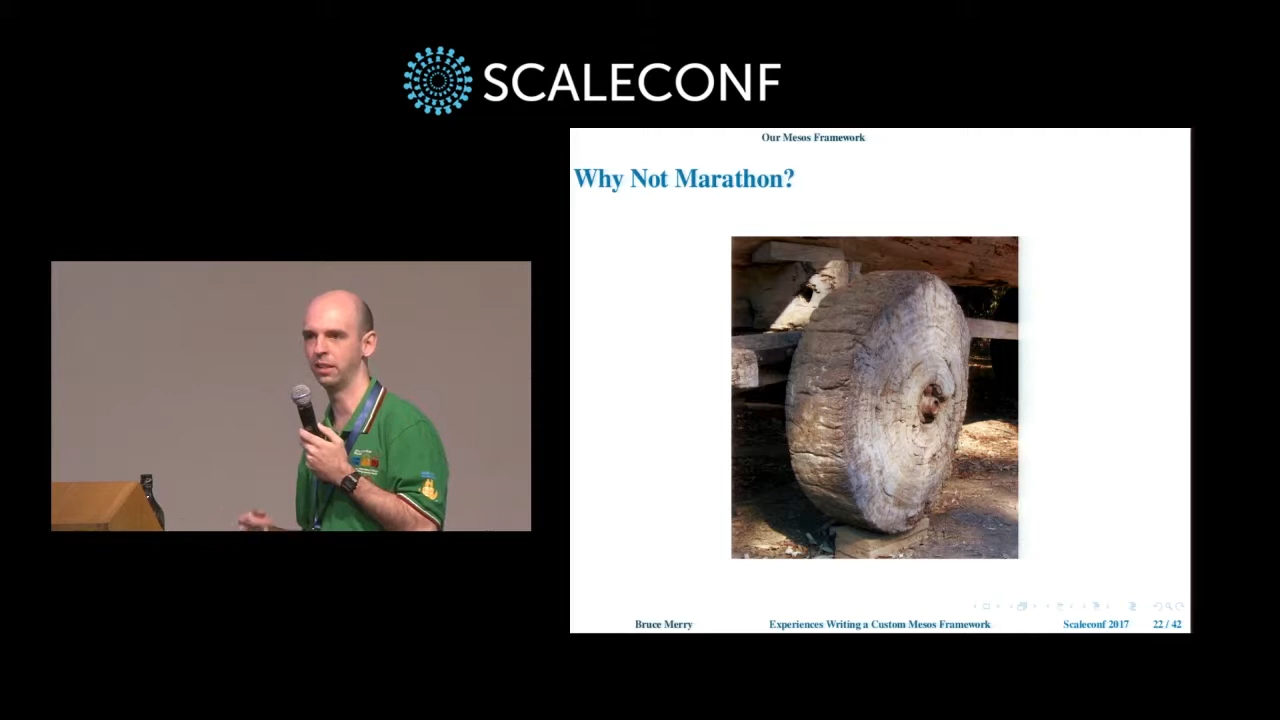 SCALECONF
Our Mesos Framework
Why Not Marathon?
Bruce Merry Experiences Writing a Custom Mesos Framework Scaleconf 2017 22 / 42